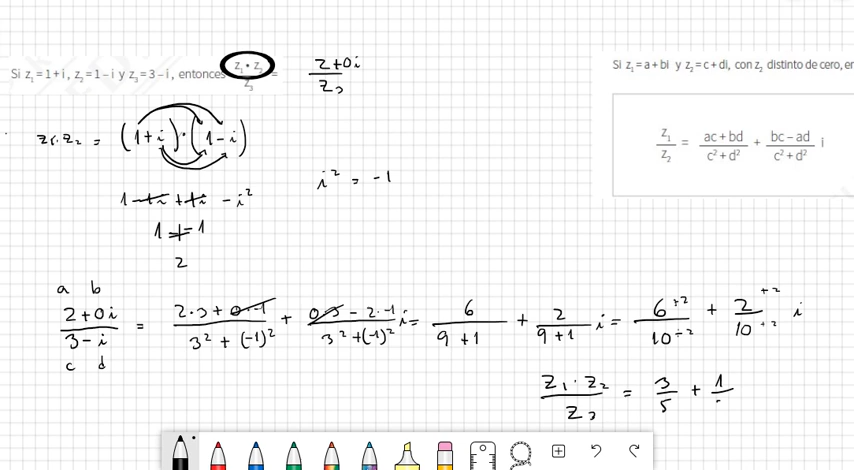 Si z₁ = 1 + i, z₂ = 1 – i y z₃ = 3 – i, entonces z₁ • z₂ / z₃ =
2+0i / z₃
Si z₁ = a + bi y z₂ = c + di, con z₂ distinto de cero, en
z₁/z₂ = (ac + bd)/(c² + d²) + (bc – ad)/(c² + d²) i
z₁·z₂ = (1+i)·(1-i)
i² = -1
1 - i + i - i²
1 + 1
2
a b
2+0i / 3-i = (2·3 + 0·-1)/(3² + (-1)²) + (0·3 - 2·-1)/(3² + (-1)²) i = 6/(9+1) + 2/(9+1) i = 6÷2/10÷2 + 2÷2/10÷2 i
c d
z₁·z₂ / z₃ = 3/5 + 1/